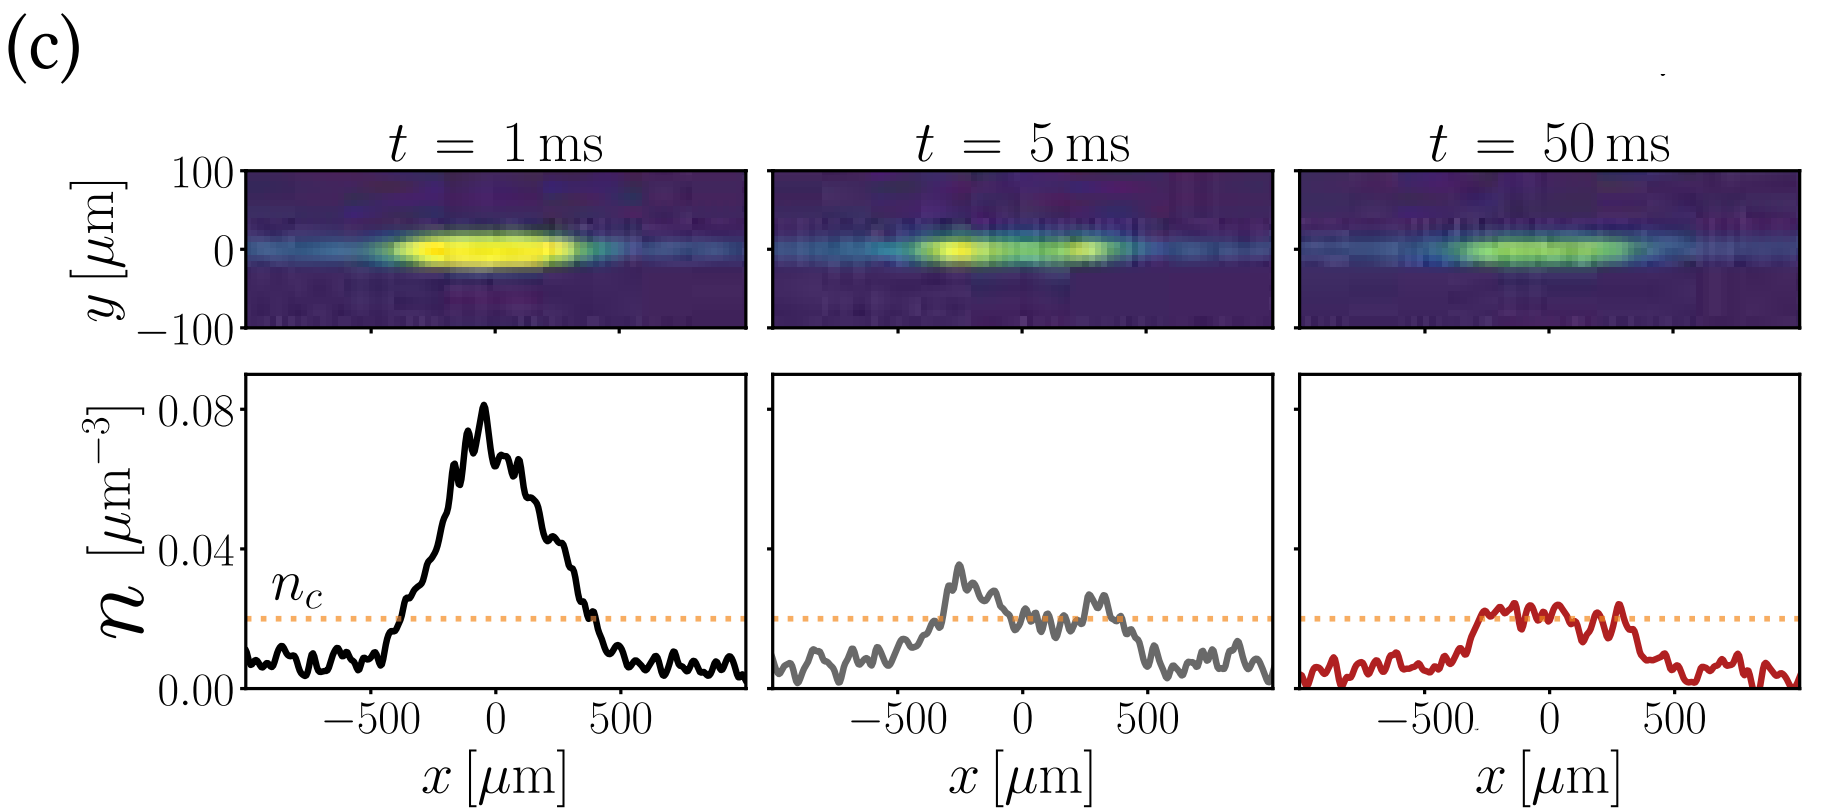 (c)
t = 1 ms
t = 5 ms
t = 50 ms
y [μm]
100
0
−100
n [μm⁻³]
0.08
0.04
0.00
n_c
−500 0 500
−500 0 500
−500 0 500
x [μm]
x [μm]
x [μm]